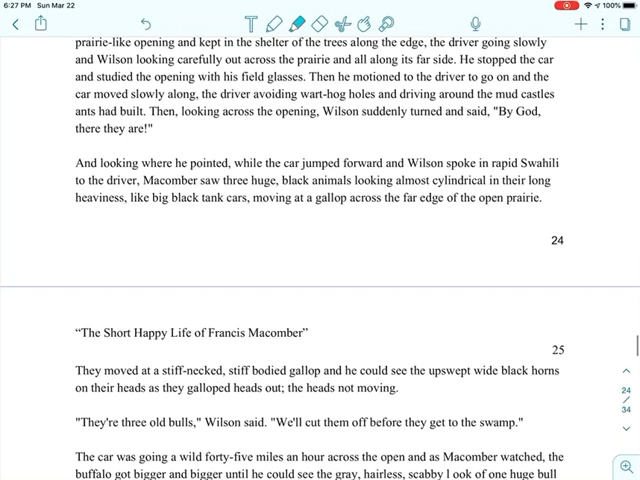 6:27 PM Sun Mar 22
100%
T
prairie-like opening and kept in the shelter of the trees along the edge, the driver going slowly
and Wilson looking carefully out across the prairie and all along its far side. He stopped the car
and studied the opening with his field glasses. Then he motioned to the driver to go on and the
car moved slowly along, the driver avoiding wart-hog holes and driving around the mud castles
ants had built. Then, looking across the opening, Wilson suddenly turned and said, "By God,
there they are!"
And looking where he pointed, while the car jumped forward and Wilson spoke in rapid Swahili
to the driver, Macomber saw three huge, black animals looking almost cylindrical in their long
heaviness, like big black tank cars, moving at a gallop across the far edge of the open prairie.
24
“The Short Happy Life of Francis Macomber”
25
They moved at a stiff-necked, stiff bodied gallop and he could see the upswept wide black horns
on their heads as they galloped heads out; the heads not moving.
24
/
34
"They're three old bulls," Wilson said. "We'll cut them off before they get to the swamp."
The car was going a wild forty-five miles an hour across the open and as Macomber watched, the
buffalo got bigger and bigger until he could see the gray, hairless, scabby l ook of one huge bull